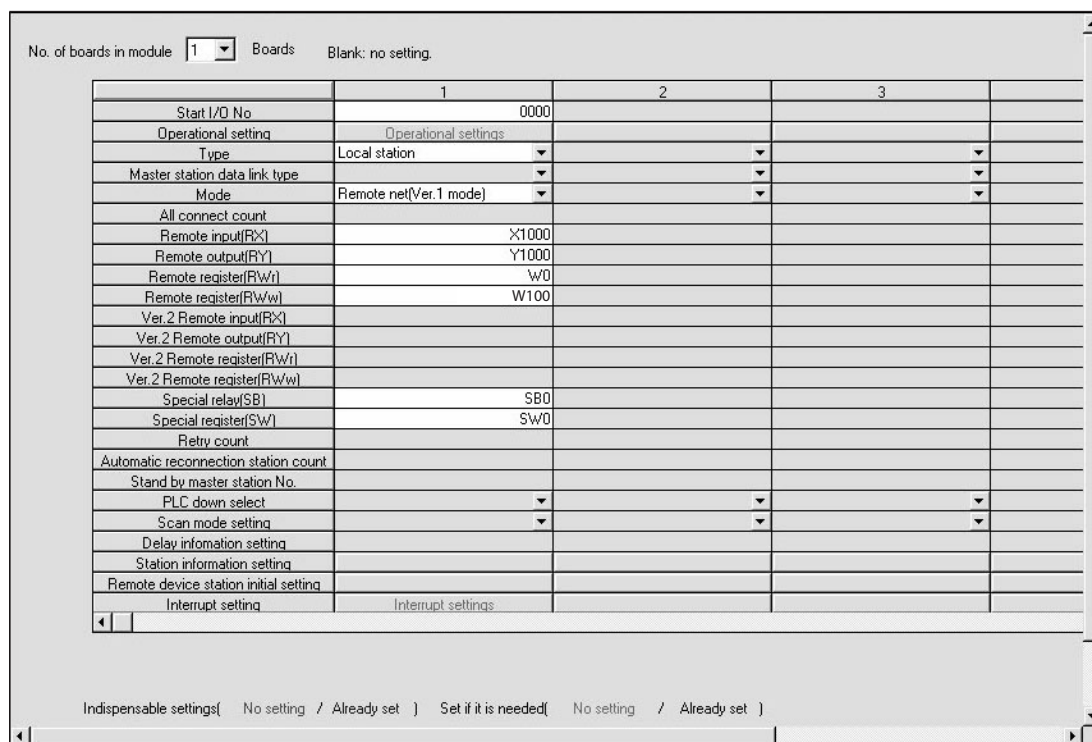 No. of boards in module 1 Boards Blank: no setting.
1 2 3
Start I/O No 0000
Operational setting Operational settings
Type Local station
Master station data link type
Mode Remote net(Ver.1 mode)
All connect count
Remote input(RX) X1000
Remote output(RY) Y1000
Remote register(RWr) W0
Remote register(RWw) W100
Ver.2 Remote input(RX)
Ver.2 Remote output(RY)
Ver.2 Remote register(RWr)
Ver.2 Remote register(RWw)
Special relay(SB) SB0
Special register(SW) SW0
Retry count
Automatic reconnection station count
Stand by master station No.
PLC down select
Scan mode setting
Delay infomation setting
Station information setting
Remote device station initial setting
Interrupt setting Interrupt settings
Indispensable settings( No setting / Already set ) Set if it is needed( No setting / Already set )